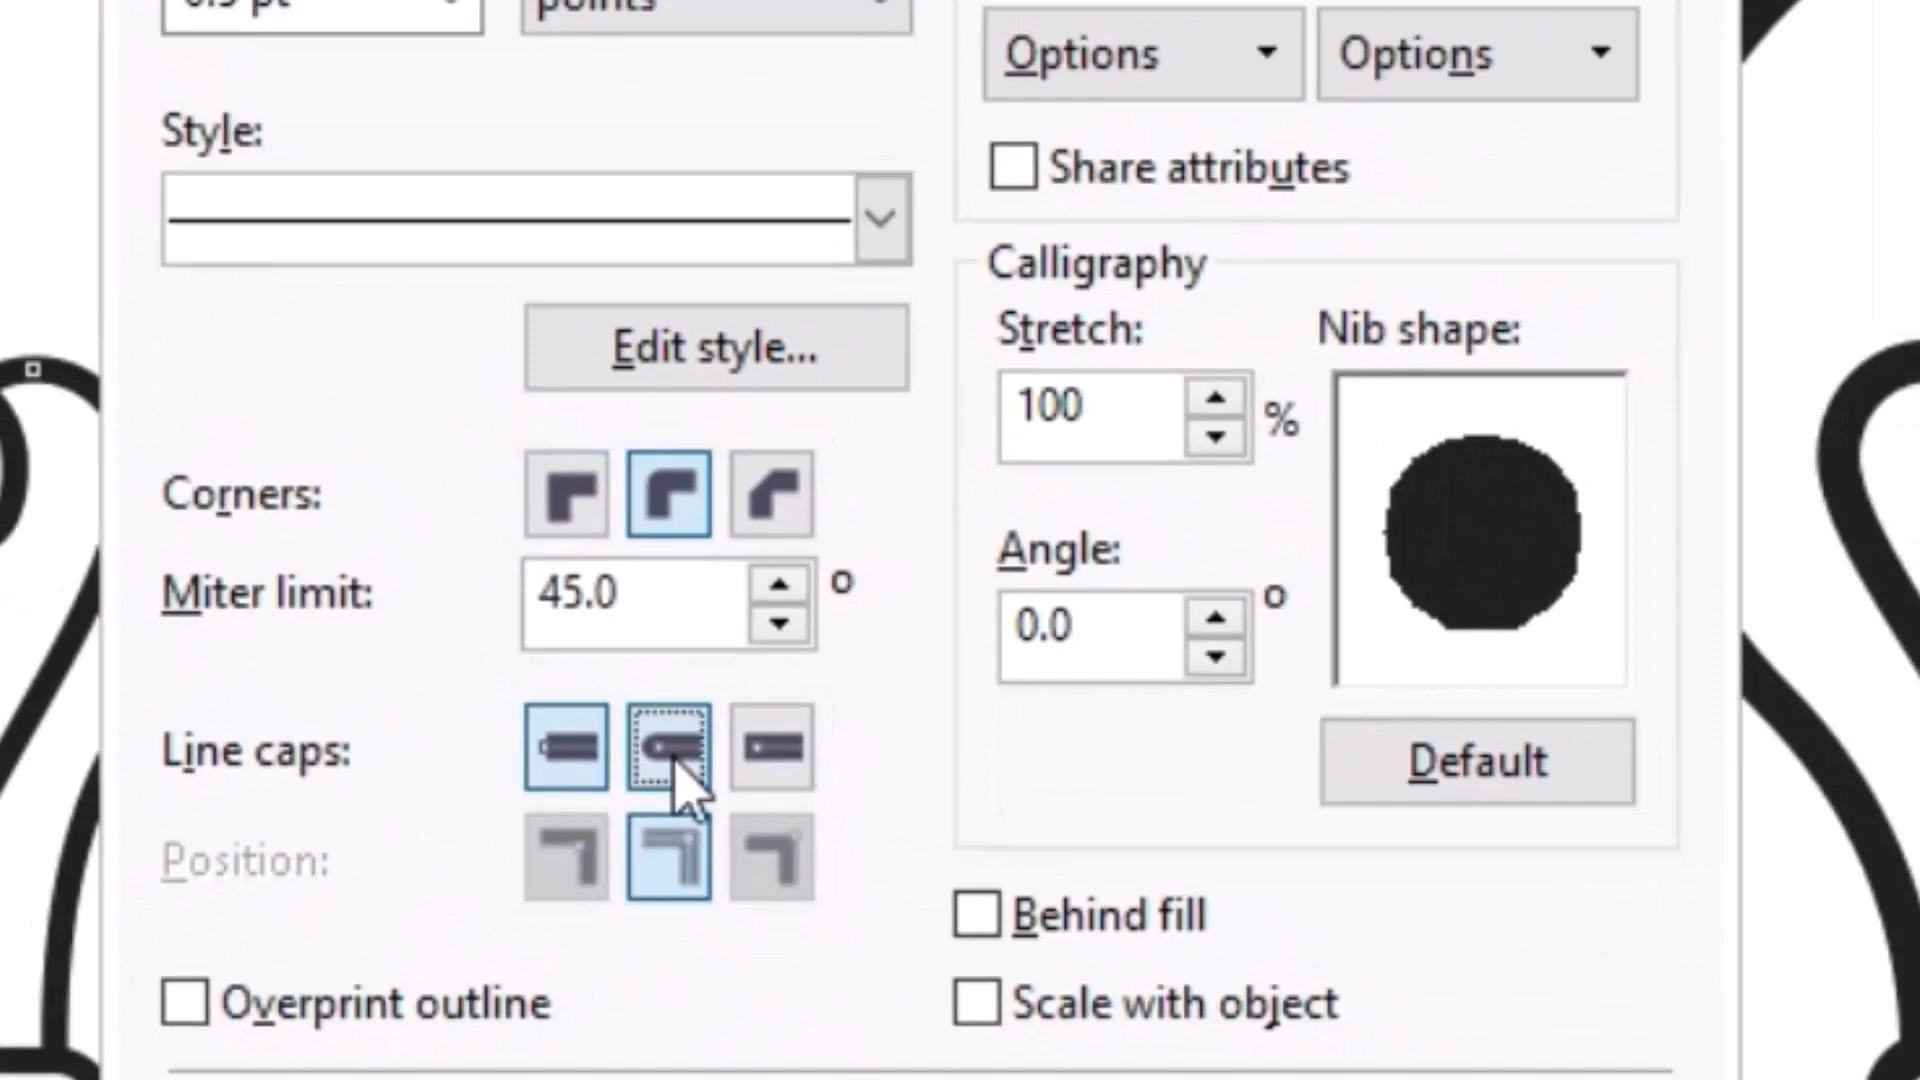 points
Options
Options
Style:
Share attributes
Calligraphy
Stretch:
Nib shape:
Edit style...
100
%
Corners:
Angle:
Miter limit:
45.0
o
0.0
o
Line caps:
Default
Position:
Behind fill
Overprint outline
Scale with object